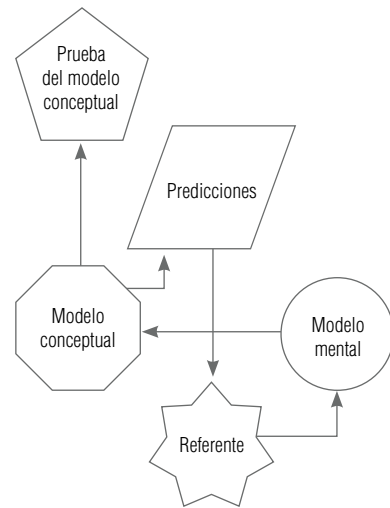 Prueba
del modelo
conceptual
Predicciones
Modelo
conceptual
Modelo
mental
Referente